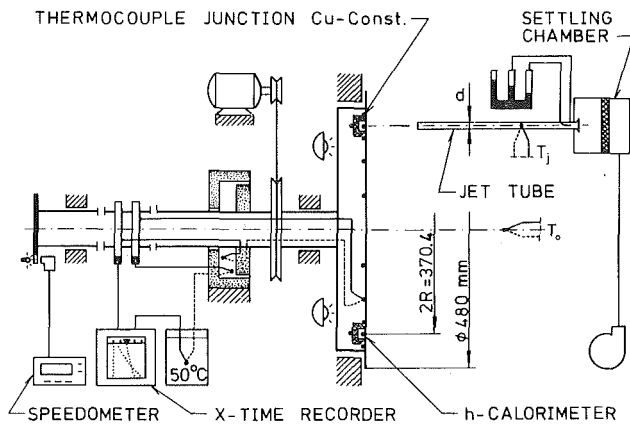 THERMOCOUPLE JUNCTION Cu-Const.
SETTLING
CHAMBER
d
Tj
JET TUBE
To
2R=370.4
ϕ480 mm
50°C
SPEEDOMETER
X-TIME RECORDER
h-CALORIMETER